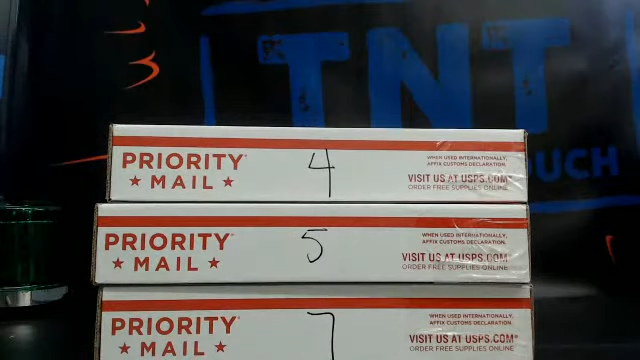 TNT
OUCH
PRIORITY
★ MAIL ★
4
WHEN USED INTERNATIONALLY,
AFFIX CUSTOMS DECLARATION.
VISIT US AT USPS.COM®
ORDER FREE SUPPLIES ONLINE
PRIORITY
★ MAIL ★
5
WHEN USED INTERNATIONALLY,
AFFIX CUSTOMS DECLARATION.
VISIT US AT USPS.COM®
ORDER FREE SUPPLIES ONLINE
PRIORITY
★ MAIL ★
7
WHEN USED INTERNATIONALLY,
AFFIX CUSTOMS DECLARATION.
VISIT US AT USPS.COM®
ORDER FREE SUPPLIES ONLINE